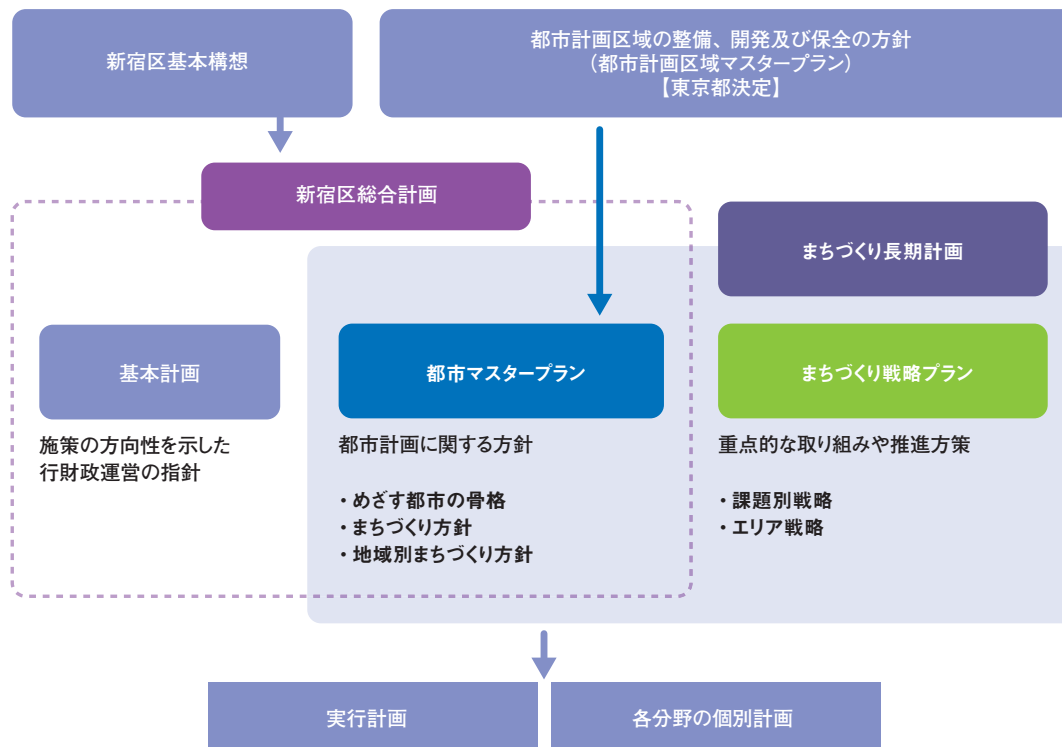 新宿区基本構想
都市計画区域の整備、開発及び保全の方針
(都市計画区域マスタープラン)
【東京都決定】
新宿区総合計画
まちづくり長期計画
基本計画
都市マスタープラン
まちづくり戦略プラン
施策の方向性を示した
行財政運営の指針
都市計画に関する方針
・めざす都市の骨格
・まちづくり方針
・地域別まちづくり方針
重点的な取り組みや推進方策
・課題別戦略
・エリア戦略
実行計画
各分野の個別計画